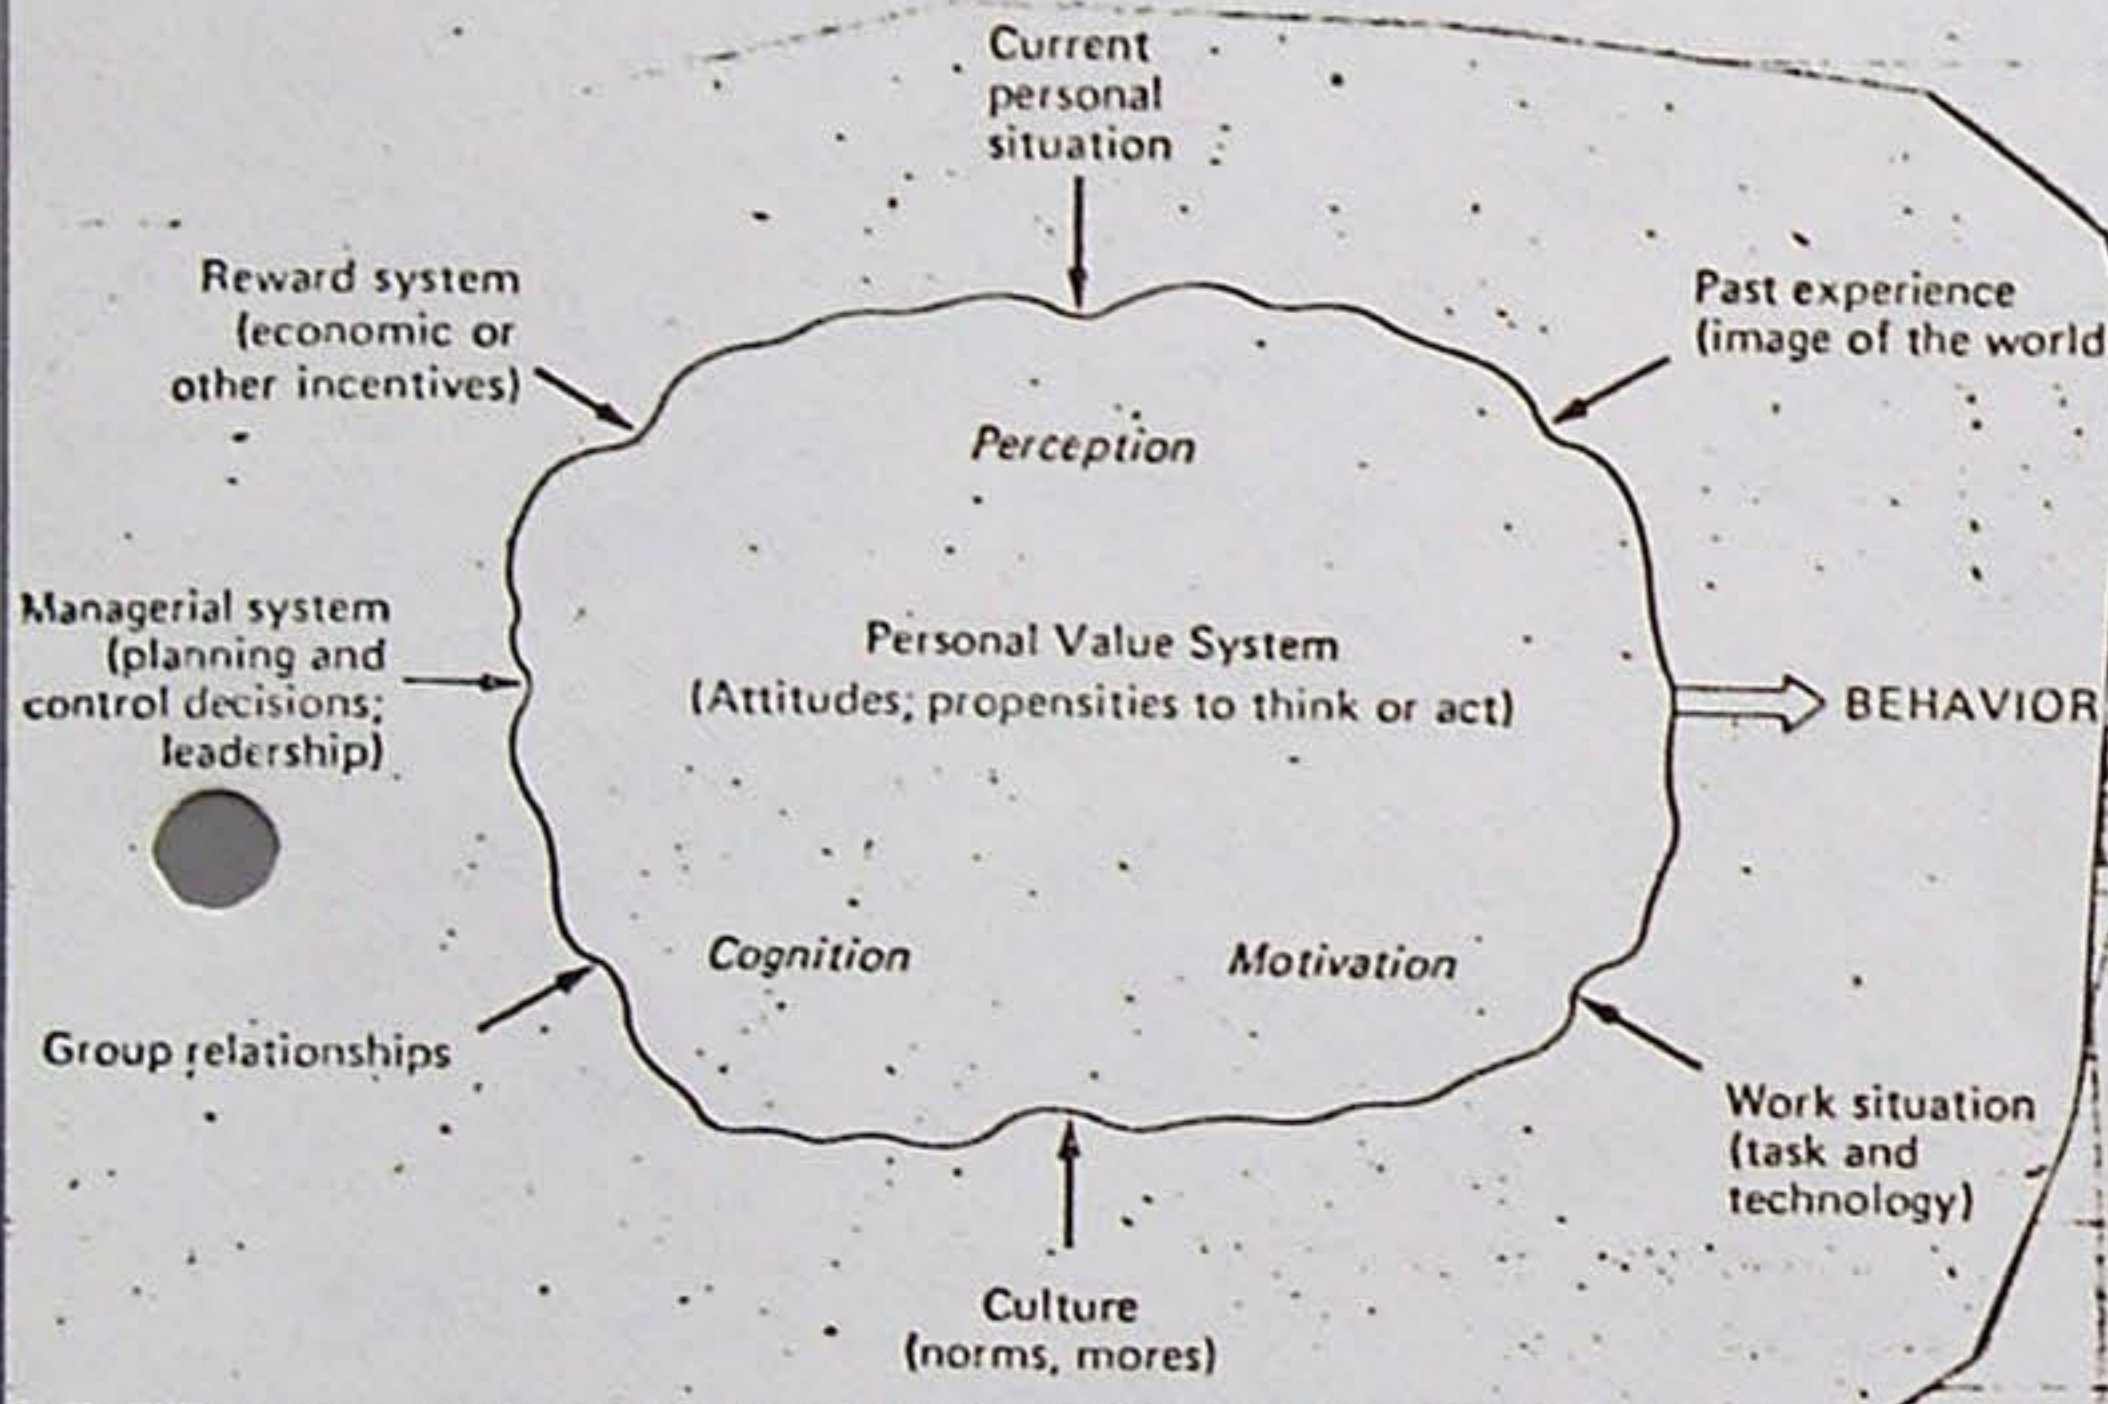 Current
personal
situation
Reward system
(economic or
other incentives)
Past experience
(image of the world
Perception
Managerial system
(planning and
control decisions;
leadership)
Personal Value System
(Attitudes; propensities to think or act)
BEHAVIOR
Cognition
Motivation
Group relationships
Work situation
(task and
technology)
Culture
(norms, mores)